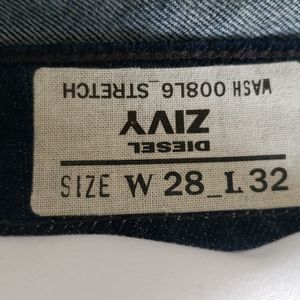 WASH 008L6_STRETCH
DIESEL
ZIVY
SIZE W 28_L 32